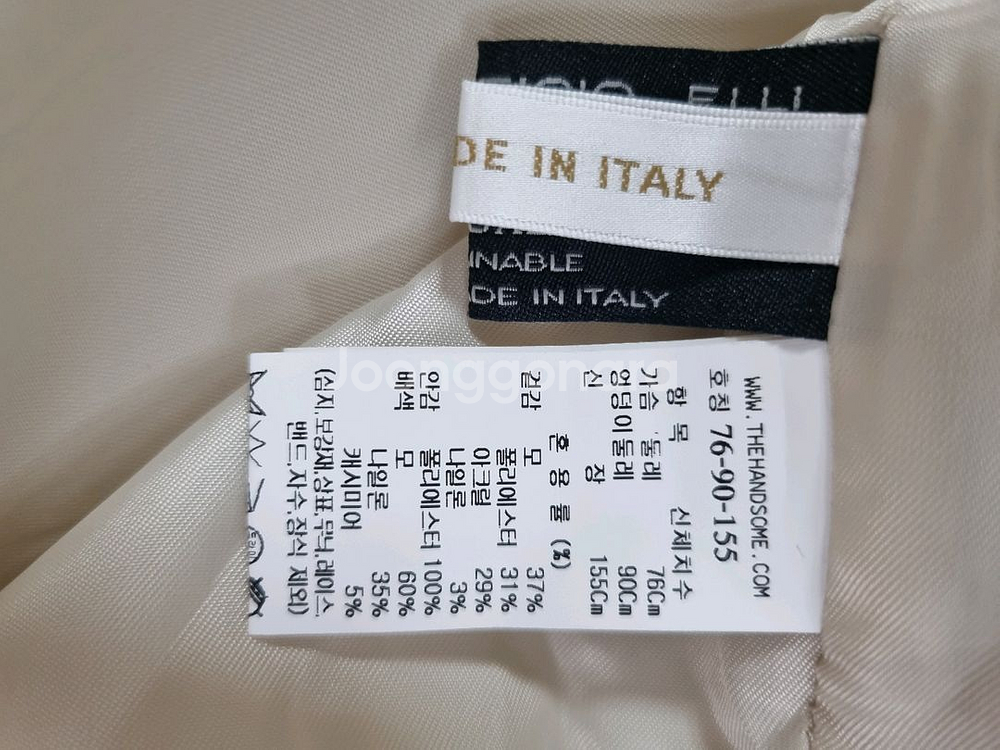 DE IN ITALY
NABLE
DE IN ITALY
Joonggonara
WWW.THEHANDSOME.COM
호칭 76-90-155
항목 신체치수
가슴둘레 76Cm
엉덩이둘레 90Cm
신장 155Cm
혼용률(%)
겉감 모 37%
폴리에스터 31%
아크릴 29%
나일론 3%
안감 폴리에스터 100%
배색 모 60%
나일론 35%
캐시미어 5%
(심지,보강재,상표,무늬,레이스,
밴드,자수,장식 제외)